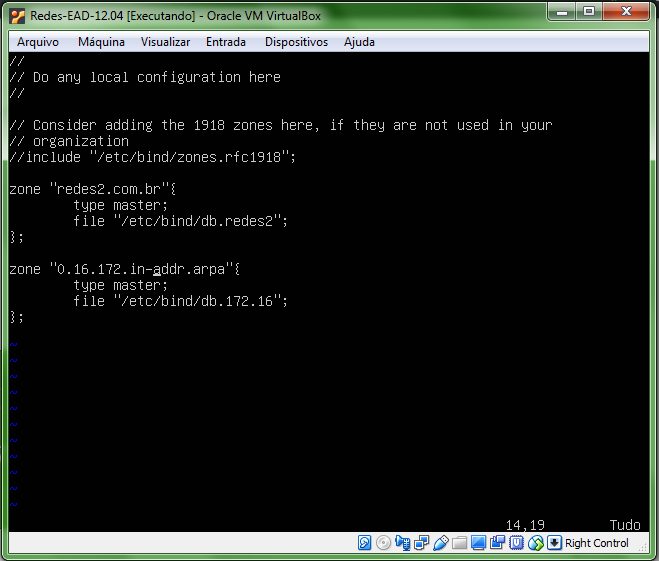 Redes-EAD-12.04 [Executando] - Oracle VM VirtualBox
Arquivo Máquina Visualizar Entrada Dispositivos Ajuda
//
// Do any local configuration here
//
// Consider adding the 1918 zones here, if they are not used in your
// organization
//include "/etc/bind/zones.rfc1918";
zone "redes2.com.br"{
type master;
file "/etc/bind/db.redes2";
};
zone "0.16.172.in-addr.arpa"{
type master;
file "/etc/bind/db.172.16";
};
~
~
~
~
~
~
~
~
~
~
~
14,19 Tudo
Right Control